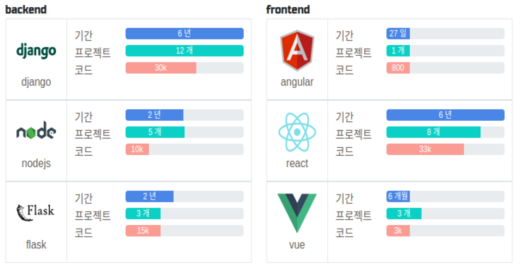 backend
django
django
기간 6 년
프로젝트 12 개
코드 30k
node
nodejs
기간 2 년
프로젝트 5 개
코드 10k
Flask
flask
기간 2 년
프로젝트 3 개
코드 15k
frontend
angular
기간 27 일
프로젝트 1 개
코드 800
react
기간 6 년
프로젝트 8 개
코드 33k
vue
기간 6 개월
프로젝트 3 개
코드 3k